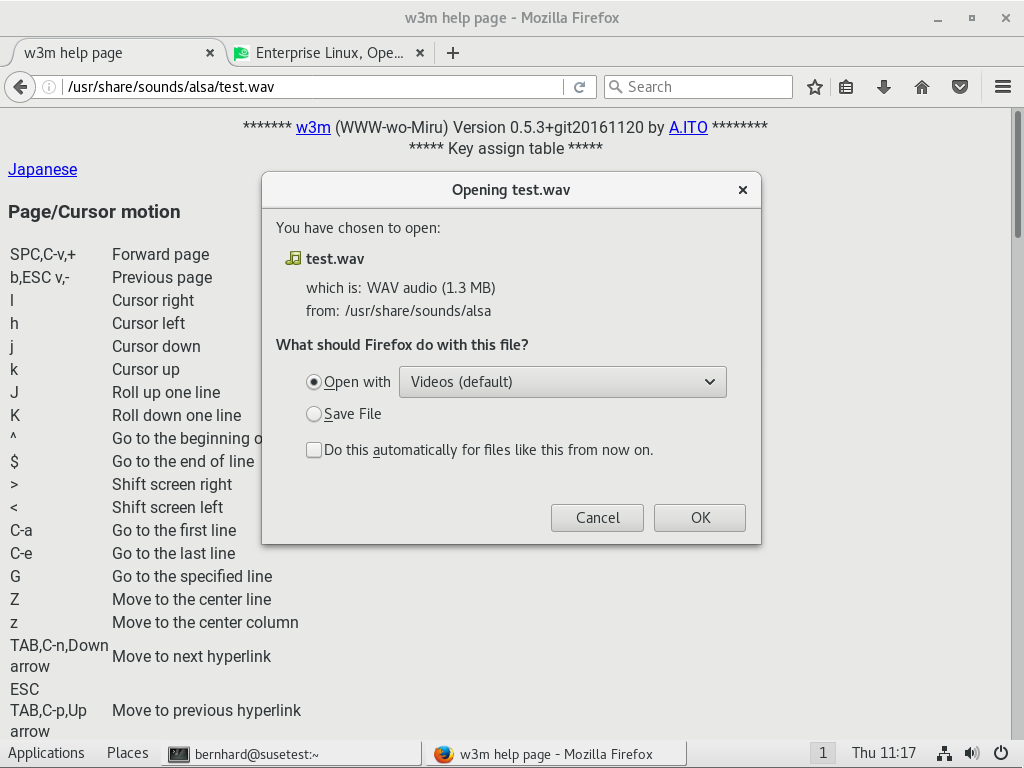 w3m help page - Mozilla Firefox
w3m help page
Enterprise Linux, Ope...
/usr/share/sounds/alsa/test.wav
Search
******* w3m (WWW-wo-Miru) Version 0.5.3+git20161120 by A.ITO ********
***** Key assign table *****
Japanese
Page/Cursor motion
SPC,C-v,+ Forward page
b,ESC v,- Previous page
l Cursor right
h Cursor left
j Cursor down
k Cursor up
J Roll up one line
K Roll down one line
^ Go to the beginning o
$ Go to the end of line
> Shift screen right
< Shift screen left
C-a Go to the first line
C-e Go to the last line
G Go to the specified line
Z Move to the center line
z Move to the center column
TAB,C-n,Down
arrow
Move to next hyperlink
ESC
TAB,C-p,Up
arrow
Move to previous hyperlink
Opening test.wav
You have chosen to open:
test.wav
which is: WAV audio (1.3 MB)
from: /usr/share/sounds/alsa
What should Firefox do with this file?
Open with Videos (default)
Save File
Do this automatically for files like this from now on.
Cancel OK
Applications Places bernhard@susetest:~ w3m help page - Mozilla Firefox 1 Thu 11:17